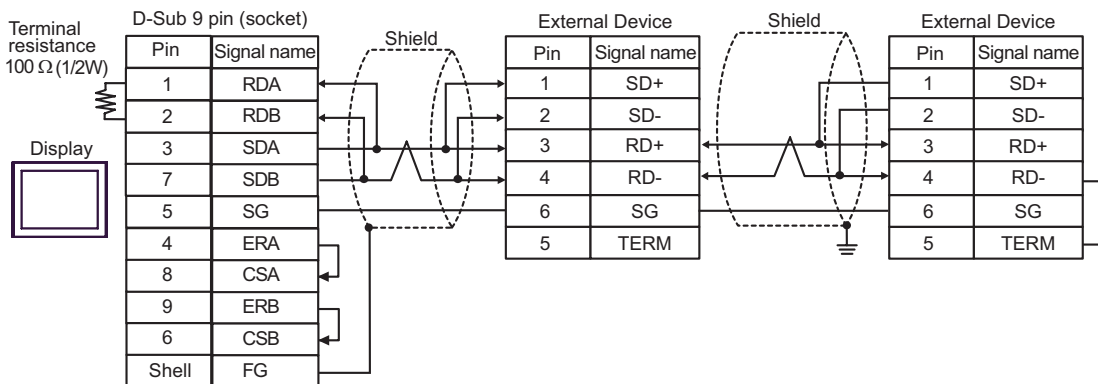 Terminal
resistance
100 Ω (1/2W)
Display
D-Sub 9 pin (socket)
Pin Signal name
1 RDA
2 RDB
3 SDA
7 SDB
5 SG
4 ERA
8 CSA
9 ERB
6 CSB
Shell FG
Shield
External Device
Pin Signal name
1 SD+
2 SD-
3 RD+
4 RD-
6 SG
5 TERM
Shield
External Device
Pin Signal name
1 SD+
2 SD-
3 RD+
4 RD-
6 SG
5 TERM